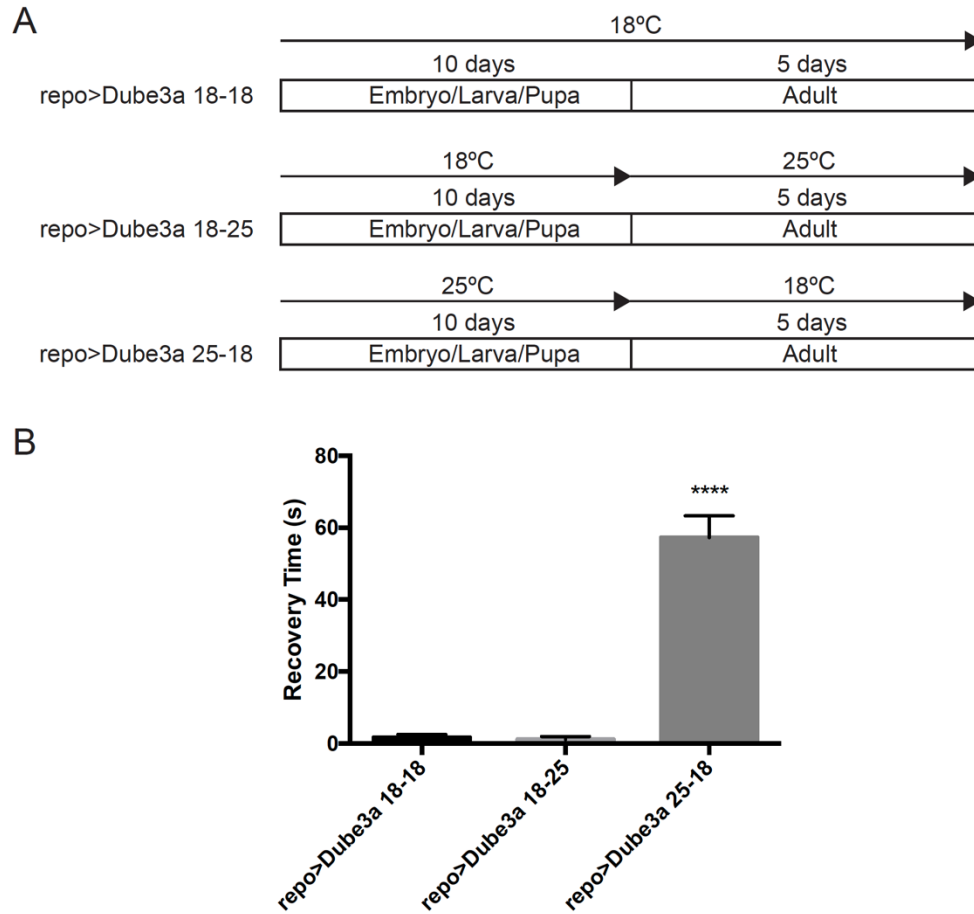 A
18ºC
10 days 5 days
repo>Dube3a 18-18 Embryo/Larva/Pupa Adult
18ºC 25ºC
10 days 5 days
repo>Dube3a 18-25 Embryo/Larva/Pupa Adult
25ºC 18ºC
10 days 5 days
repo>Dube3a 25-18 Embryo/Larva/Pupa Adult
B
80
60
40
20
0
Recovery Time (s)
****
repo>Dube3a 18-18
repo>Dube3a 18-25
repo>Dube3a 25-18